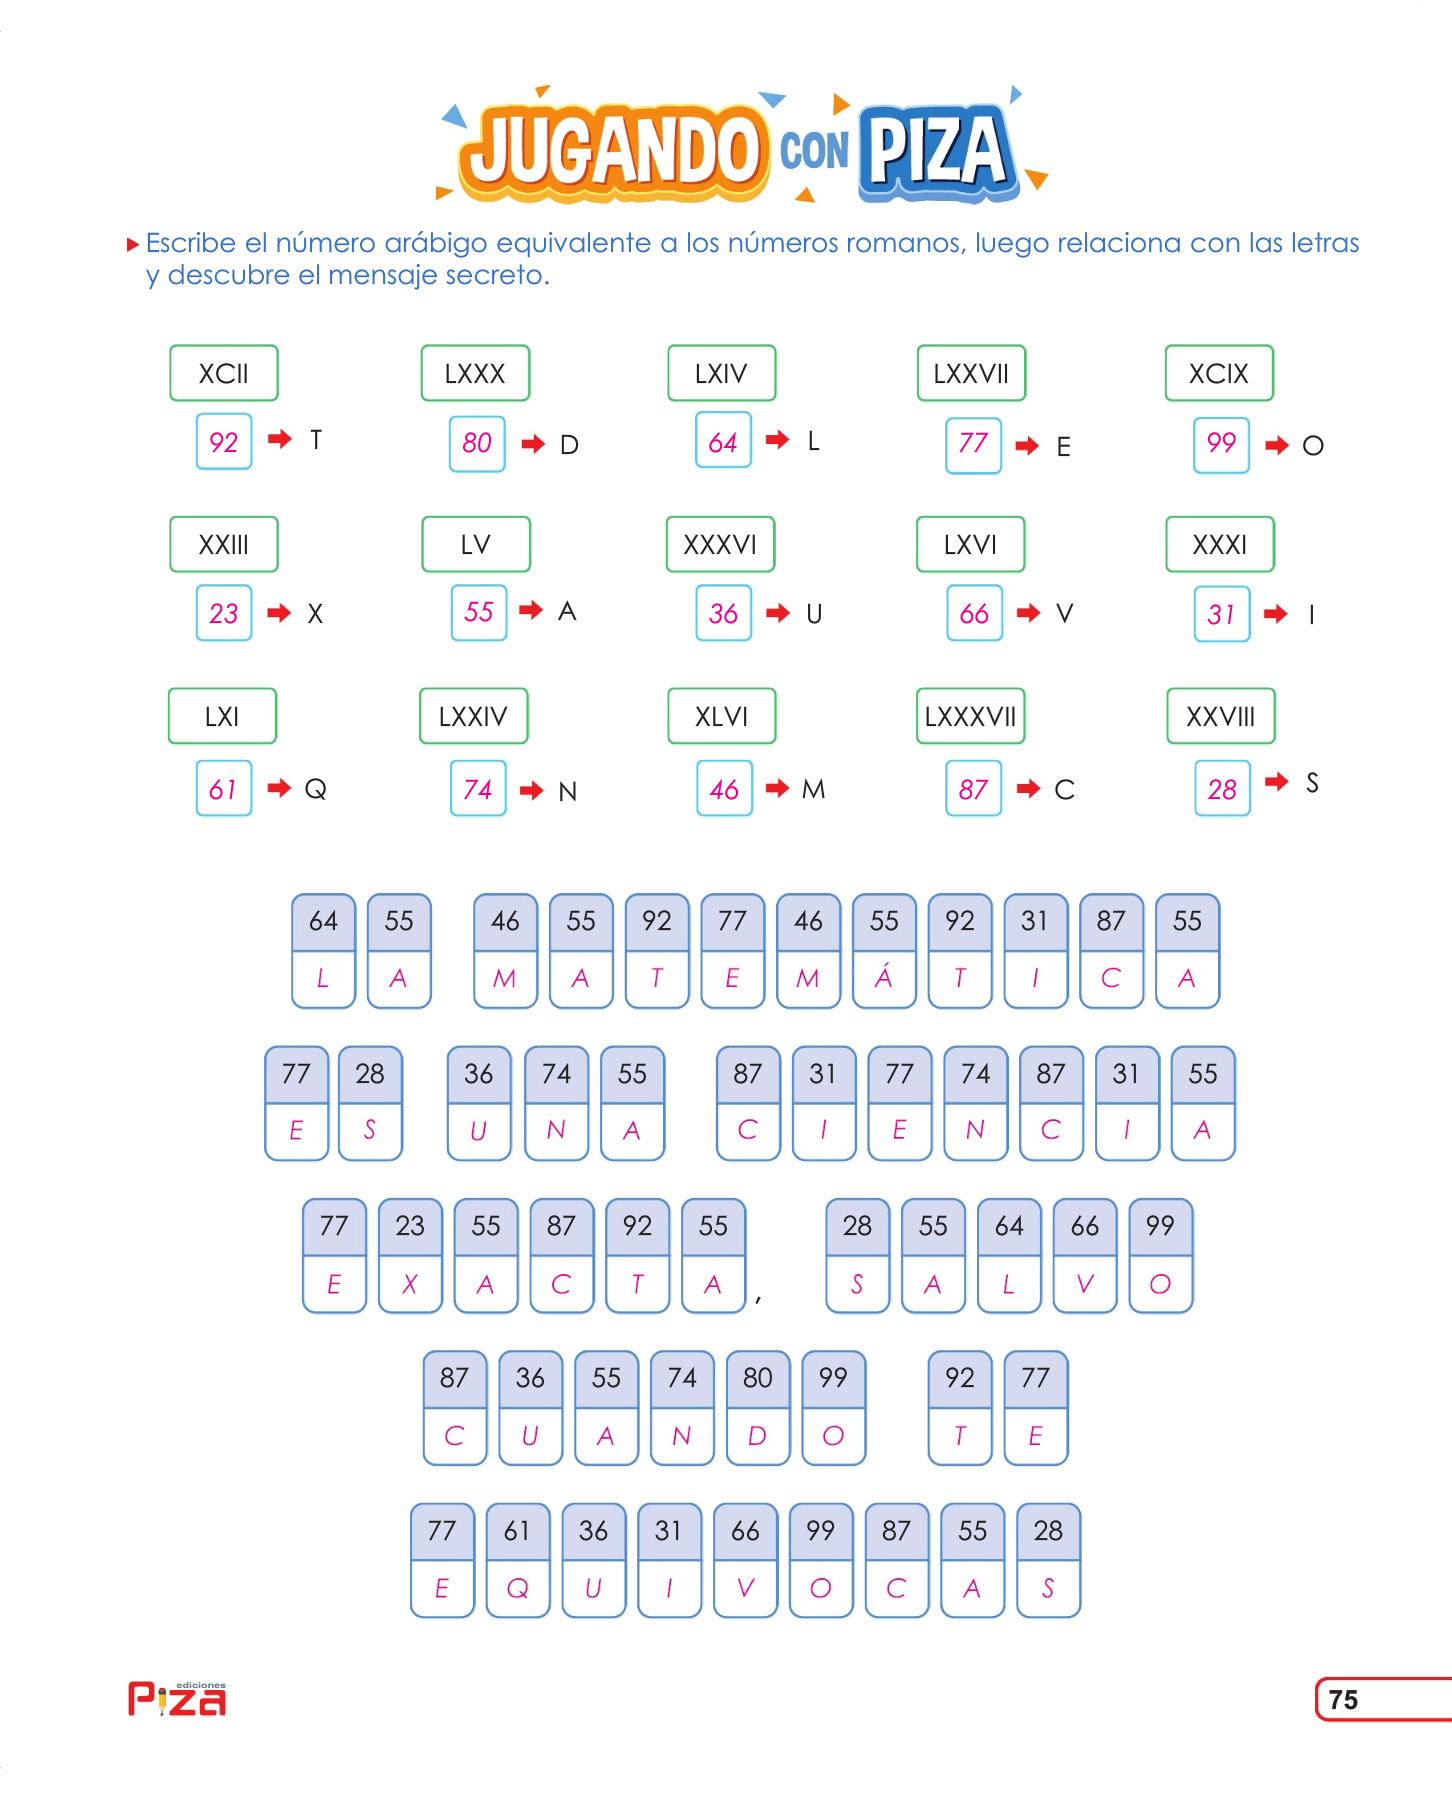 JUGANDO CON PIZA
Escribe el número arábigo equivalente a los números romanos, luego relaciona con las letras
y descubre el mensaje secreto.
XCII LXXX LXIV LXXVII XCIX
92 T 80 D 64 L 77 E 99 O
XXIII LV XXXVI LXVI XXXI
23 X 55 A 36 U 66 V 31 I
LXI LXXIV XLVI LXXXVII XXVIII
61 Q 74 N 46 M 87 C 28 S
64 55 46 55 92 77 46 55 92 31 87 55
L A M A T E M Á T I C A
77 28 36 74 55 87 31 77 74 87 31 55
E S U N A C I E N C I A
77 23 55 87 92 55 28 55 64 66 99
E X A C T A , S A L V O
87 36 55 74 80 99 92 77
C U A N D O T E
77 61 36 31 66 99 87 55 28
E Q U I V O C A S
ediciones
Piza
75